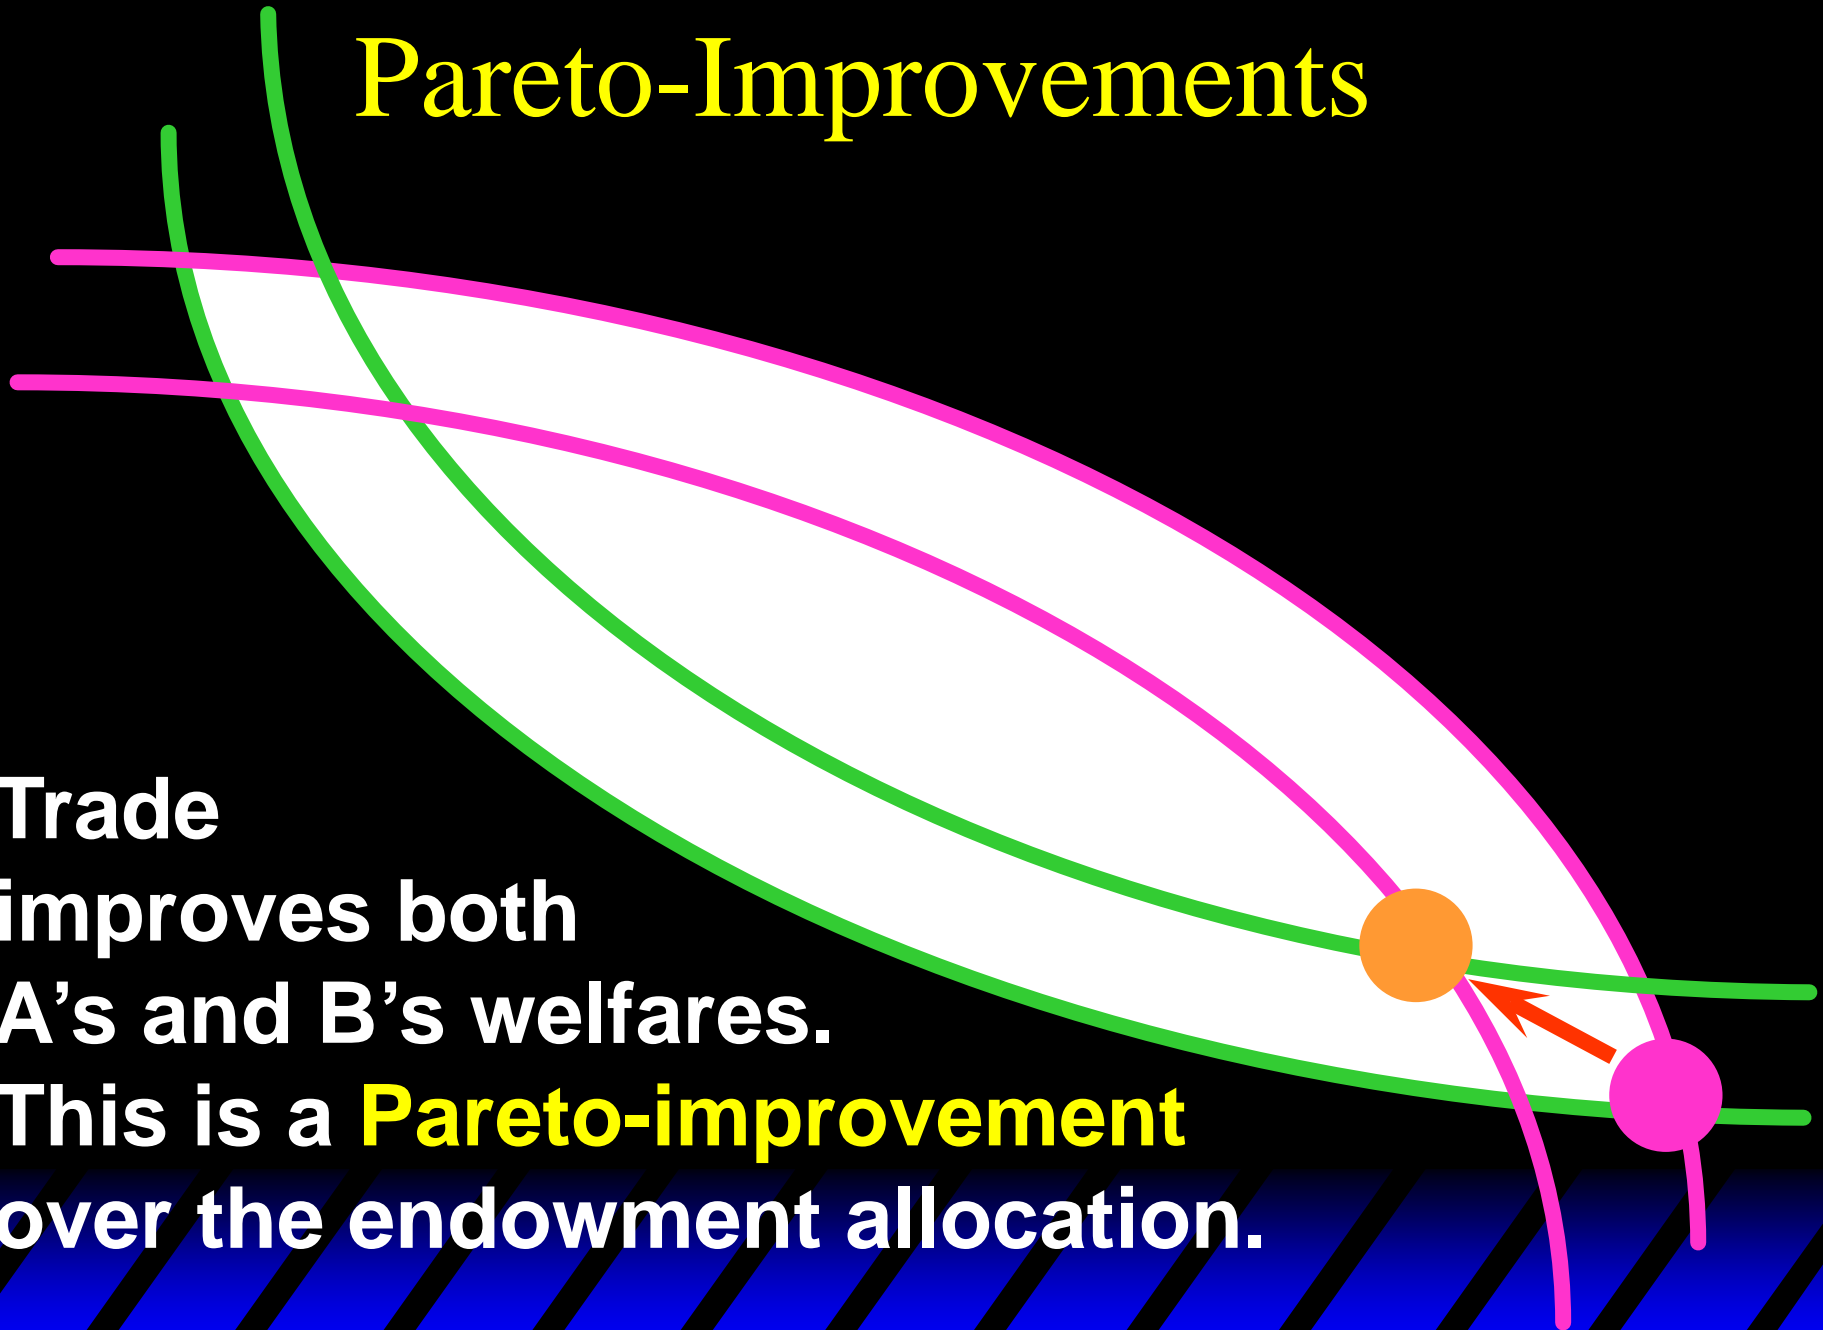 Pareto-Improvements
Trade
improves both
A’s and B’s welfares.
This is a Pareto-improvement
over the endowment allocation.